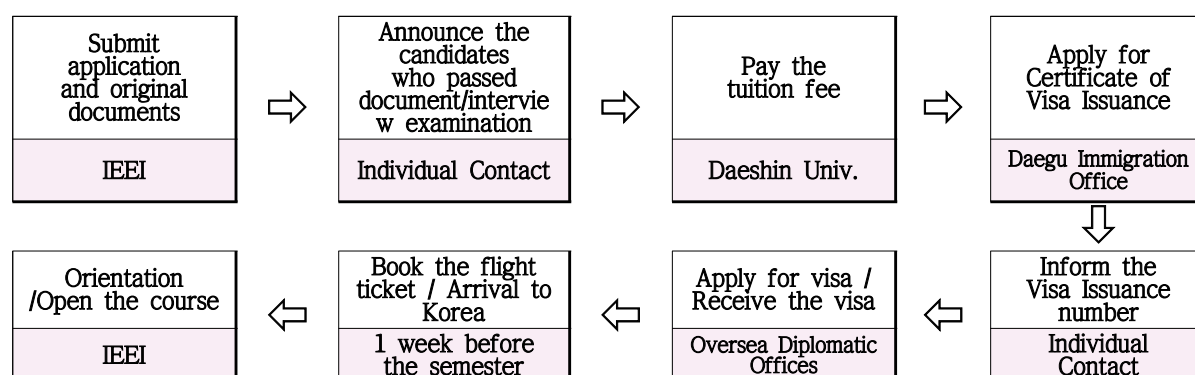 Submit
application
and original
documents
IEEI
Announce the
candidates
who passed
document/intervie
w examination
Individual Contact
Pay the
tuition fee
Daeshin Univ.
Apply for
Certificate of
Visa Issuance
Daegu Immigration
Office
Inform the
Visa Issuance
number
Individual
Contact
Apply for visa /
Receive the visa
Oversea Diplomatic
Offices
Book the flight
ticket / Arrival to
Korea
1 week before
the semester
Orientation
/Open the course
IEEI